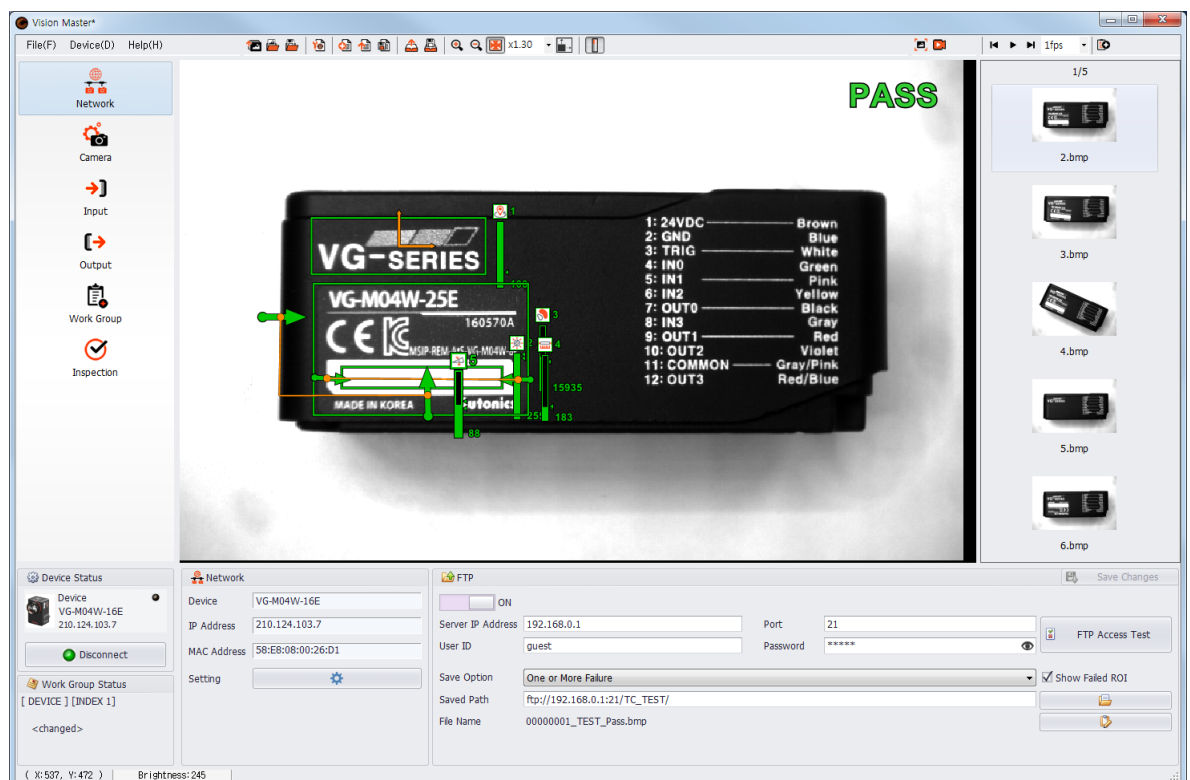 Vision Master*
File(F) Device(D) Help(H)
x1.30
1fps
Network
Camera
Input
Output
Work Group
Inspection
PASS
1
VG-SERIES
VG-M04W-25E
160570A
MSIP-REM-
MADE IN KOREA
utonics
3
2
4
15935
183
88
1: 24VDC Brown
2: GND Blue
3: TRIG White
4: IN0 Green
5: IN1 Pink
6: IN2 Yellow
7: OUT0 Black
8: IN3 Gray
9: OUT1 Red
10: OUT2 Violet
11: COMMON Gray/Pink
12: OUT3 Red/Blue
1/5
2.bmp
3.bmp
4.bmp
5.bmp
6.bmp
Device Status
Device
VG-M04W-16E
210.124.103.7
Disconnect
Work Group Status
[ DEVICE ] [INDEX 1]
<changed>
Network
Device VG-M04W-16E
IP Address 210.124.103.7
MAC Address 58:E8:08:00:26:D1
Setting
FTP
Save Changes
ON
Server IP Address 192.168.0.1 Port 21
FTP Access Test
User ID guest Password *****
Save Option One or More Failure Show Failed ROI
Saved Path ftp://192.168.0.1:21/TC_TEST/
File Name 00000001_TEST_Pass.bmp
( X:537, Y:472 ) Brightness:245